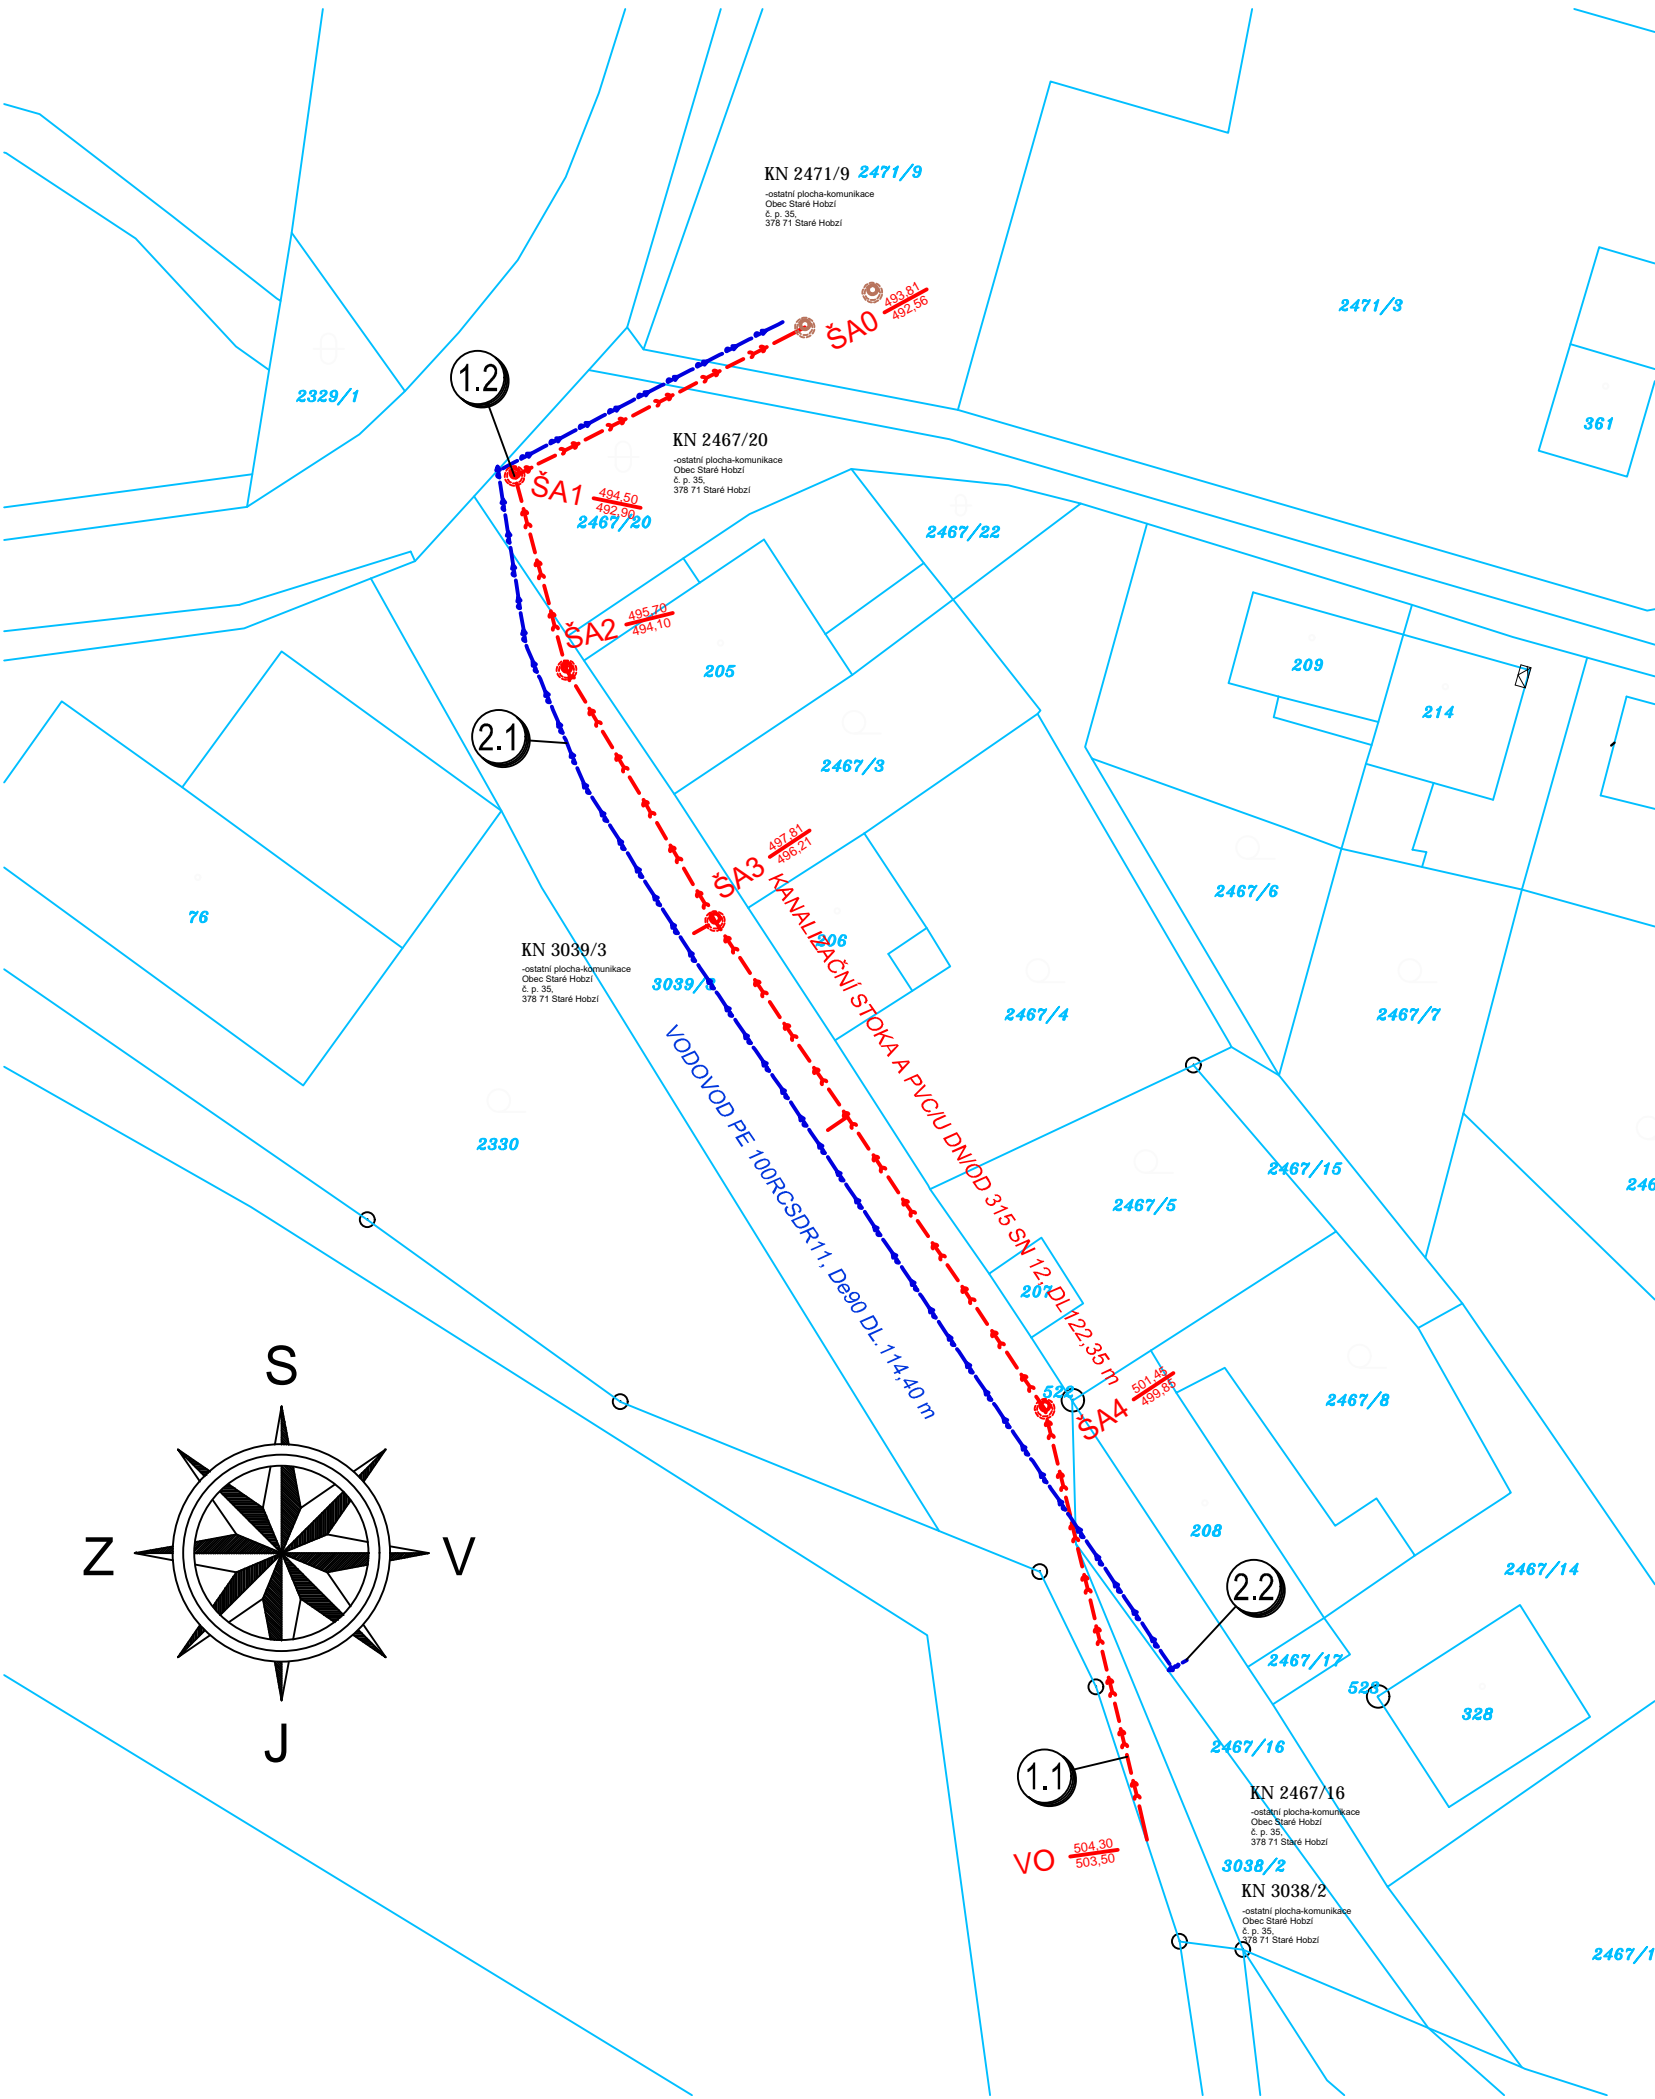 KN 2471/9 2471/9
-ostatní plocha-komunikace
Obec Staré Hobzí
č. p. 35,
378 71 Staré Hobzí
2471/3
ŠA0 493,81
492,56
361
1.2
2329/1
KN 2467/20
-ostatní plocha-komunikace
Obec Staré Hobzí
č. p. 35,
378 71 Staré Hobzí
ŠA1 494,50
492,90
2467/20
2467/22
ŠA2 495,70
494,10
205
209
214
2.1
2467/3
ŠA3 497,81
496,21
2467/6
76
206
KN 3039/3
-ostatní plocha-komunikace
Obec Staré Hobzí
č. p. 35,
378 71 Staré Hobzí
3039/3
2467/4
2467/7
KANALIZAČNÍ STOKA A PVC/U DN/OD 315 SN 12, DL122,35 m
VODOVOD PE 100RCSDR11, De90 DL.114,40 m
2330
2467/15
246
2467/5
207
S
Z
V
J
522
ŠA4 501,45
499,85
2467/8
208
2467/14
2.2
2467/17
523
328
2467/16
1.1
KN 2467/16
-ostatní plocha-komunikace
Obec Staré Hobzí
č. p. 35,
378 71 Staré Hobzí
VO 504,30
503,50
3038/2
KN 3038/2
-ostatní plocha-komunikace
Obec Staré Hobzí
č. p. 35,
378 71 Staré Hobzí
2467/1